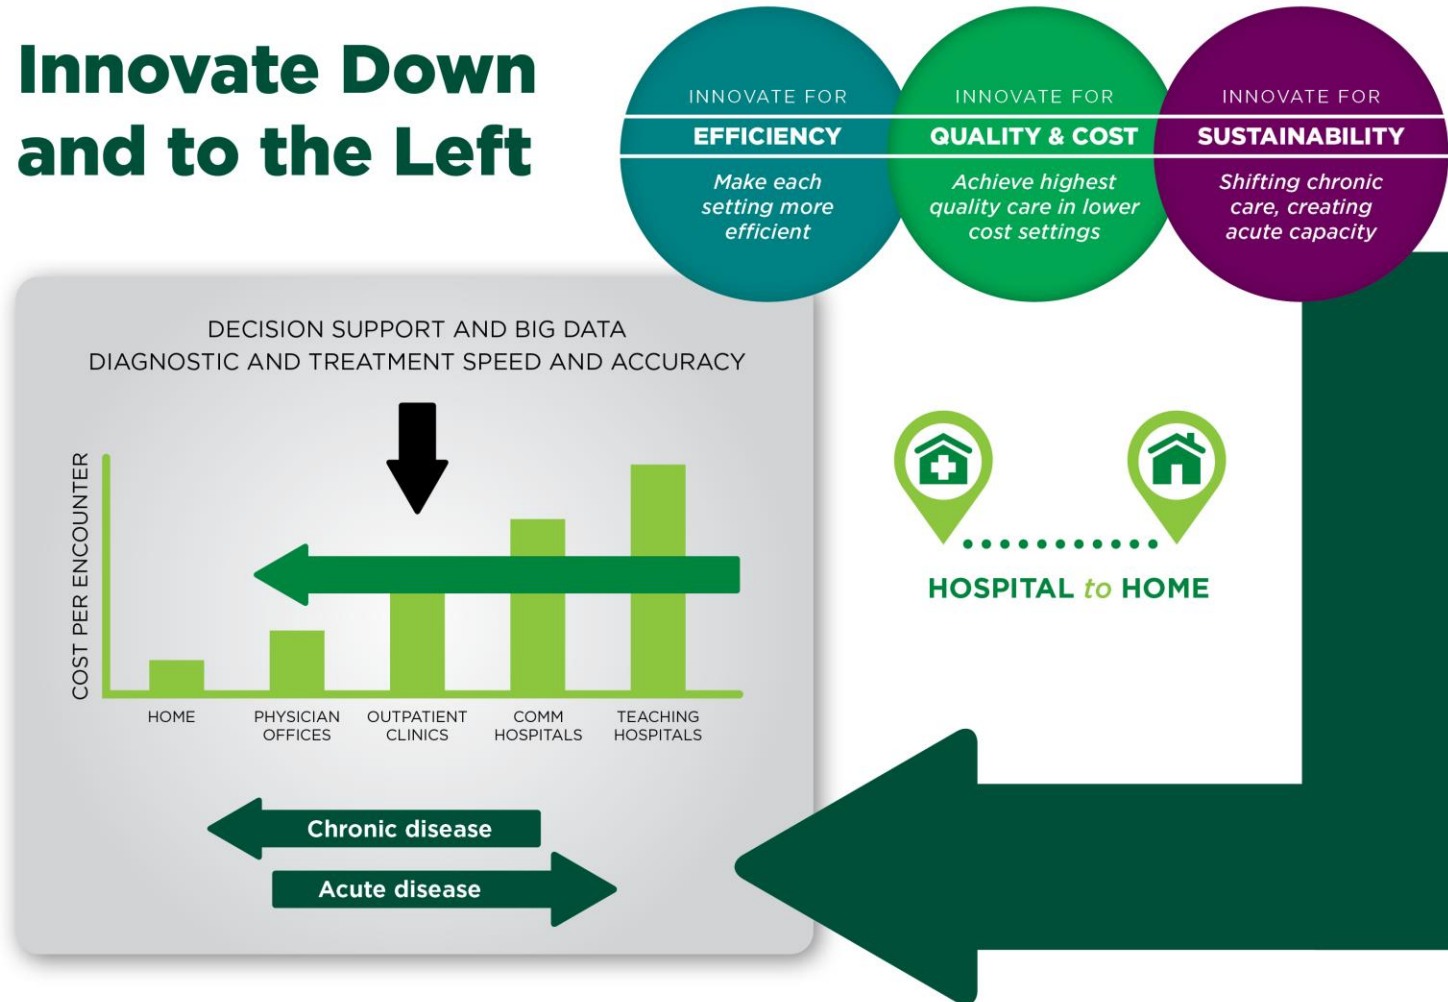 Innovate Down
and to the Left
INNOVATE FOR
EFFICIENCY
Make each
setting more
efficient
INNOVATE FOR
QUALITY & COST
Achieve highest
quality care in lower
cost settings
INNOVATE FOR
SUSTAINABILITY
Shifting chronic
care, creating
acute capacity
DECISION SUPPORT AND BIG DATA
DIAGNOSTIC AND TREATMENT SPEED AND ACCURACY
COST PER ENCOUNTER
HOME
PHYSICIAN
OFFICES
OUTPATIENT
CLINICS
COMM
HOSPITALS
TEACHING
HOSPITALS
Chronic disease
Acute disease
HOSPITAL to HOME